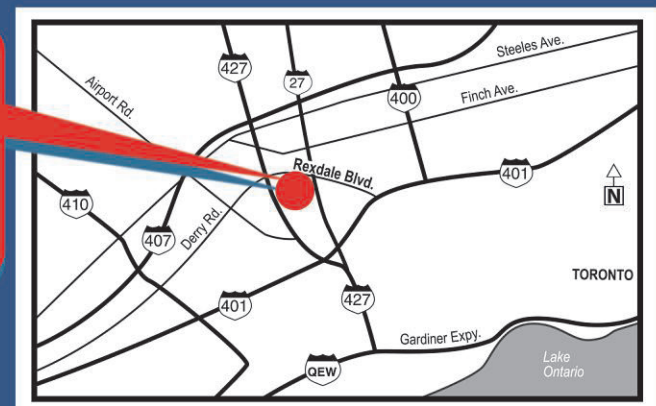 Steeles Ave.
427
27
Airport Rd.
400
Finch Ave.
Rexdale Blvd.
401
410
N
407
Derry Rd.
TORONTO
401
427
Gardiner Expy.
QEW
Lake
Ontario